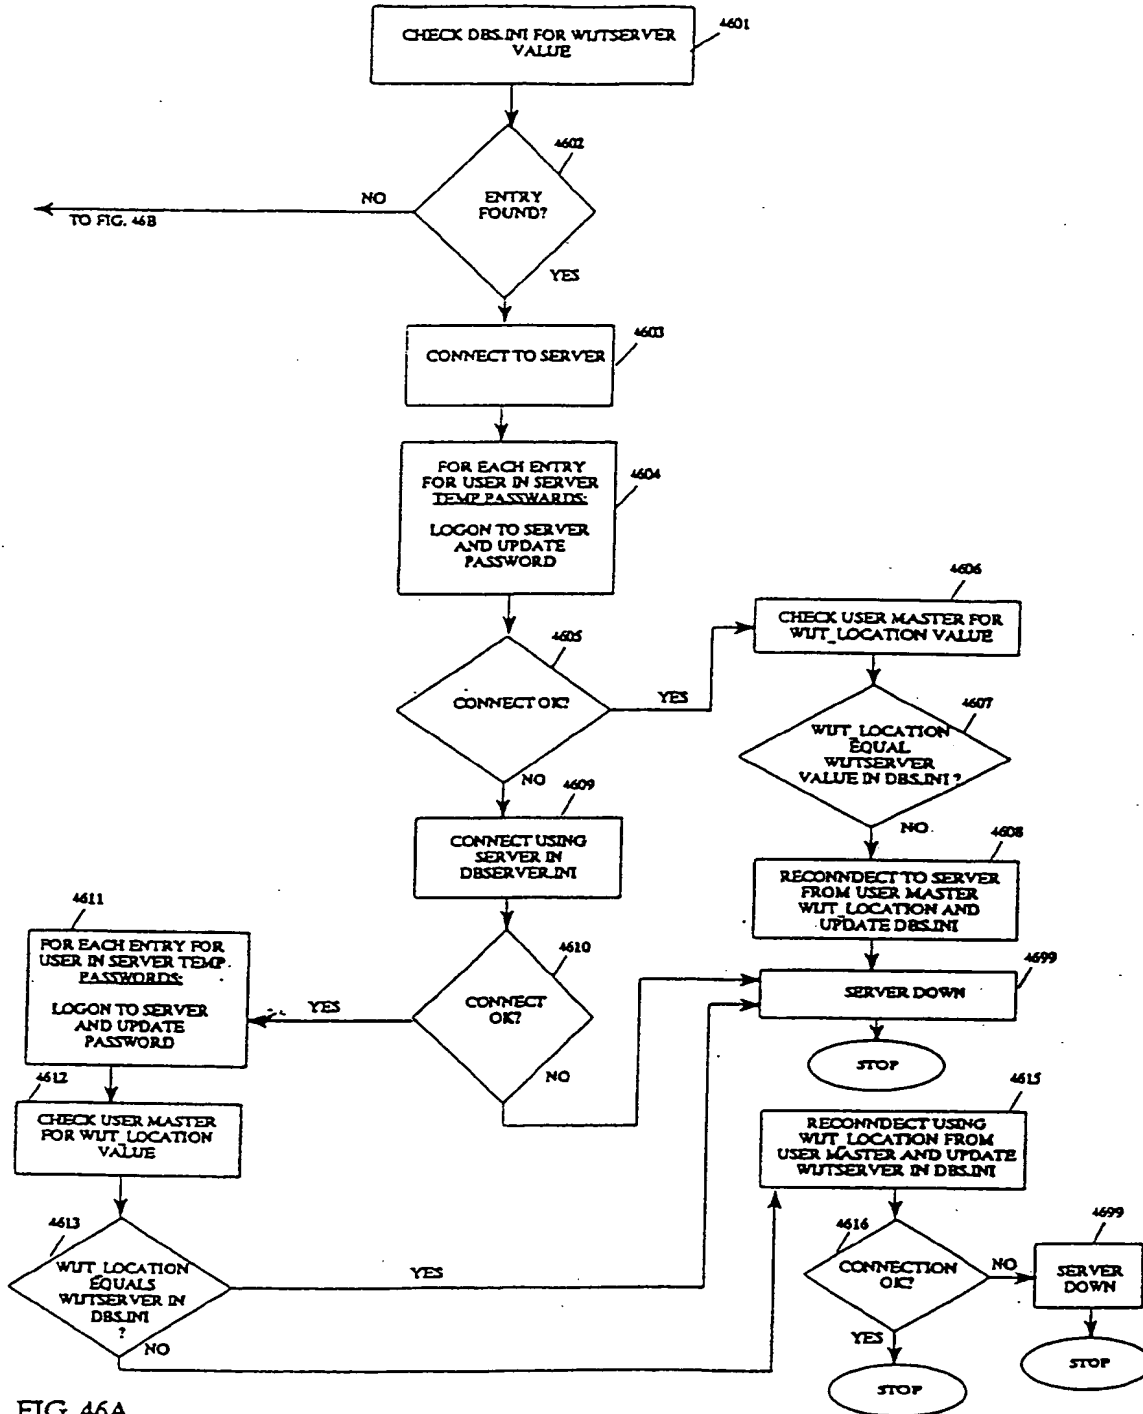 4601
CHECK DBS.INI FOR WUTSERVER
VALUE
4602
ENTRY
FOUND?
NO
TO FIG. 46B
YES
4603
CONNECT TO SERVER
4604
FOR EACH ENTRY
FOR USER IN SERVER
TEMP PASSWARDS:
LOGON TO SERVER
AND UPDATE
PASSWORD
4605
CONNECT OK?
YES
NO
4606
CHECK USER MASTER FOR
WUT_LOCATION VALUE
4607
WUT_LOCATION
EQUAL
WUTSERVER
VALUE IN DBS.INI ?
NO
4608
RECONNDECT TO SERVER
FROM USER MASTER
WUT_LOCATION AND
UPDATE DBS.INI
4609
CONNECT USING
SERVER IN
DBSERVER.INI
4610
CONNECT
OK?
YES
NO
4611
FOR EACH ENTRY FOR
USER IN SERVER TEMP
PASSWORDS:
LOGON TO SERVER
AND UPDATE
PASSWORD
4699
SERVER DOWN
STOP
4612
CHECK USER MASTER
FOR WUT_LOCATION
VALUE
4613
WUT_LOCATION
EQUALS
WUTSERVER IN
DBS.INI
?
YES
NO
4615
RECONNDECT USING
WUT_LOCATION FROM
USER MASTER AND UPDATE
WUTSERVER IN DBS.INI
4616
CONNECTION
OK?
NO
YES
4699
SERVER
DOWN
STOP
STOP
FIG. 46A